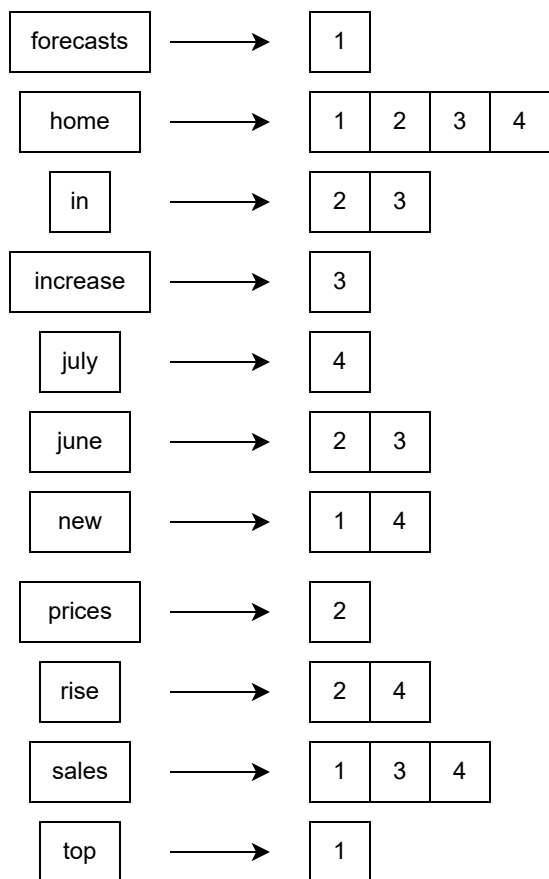 forecasts 1
home 1 2 3 4
in 2 3
increase 3
july 4
june 2 3
new 1 4
prices 2
rise 2 4
sales 1 3 4
top 1